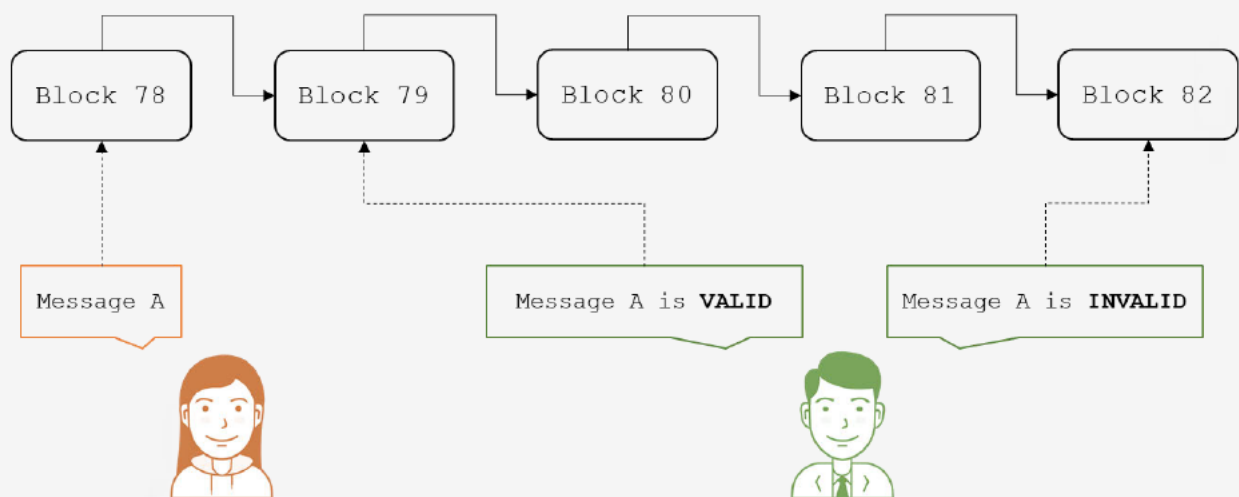 Block 78
Block 79
Block 80
Block 81
Block 82
Message A
Message A is VALID
Message A is INVALID